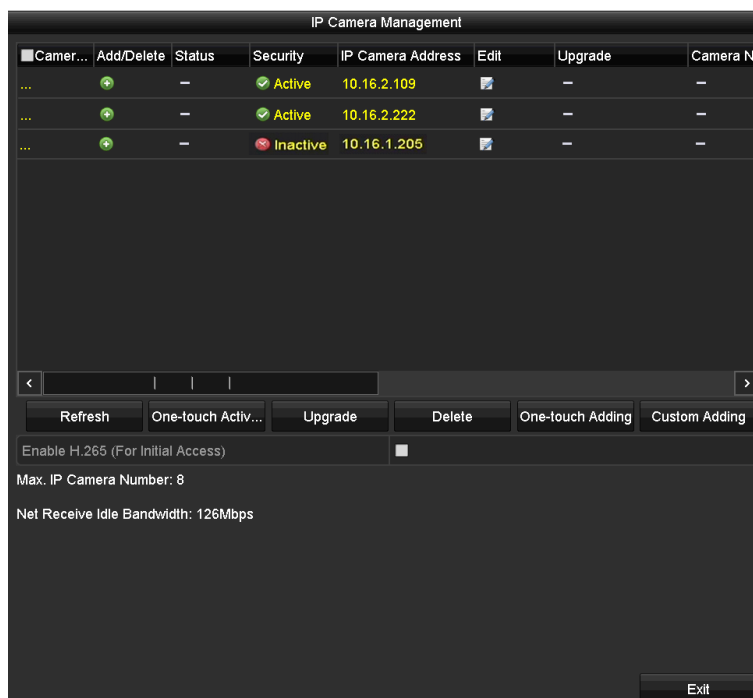 IP Camera Management
Camer... Add/Delete Status Security IP Camera Address Edit Upgrade Camera N
... – Active 10.16.2.109 – –
... – Active 10.16.2.222 – –
... – Inactive 10.16.1.205 – –
Refresh One-touch Activ... Upgrade Delete One-touch Adding Custom Adding
Enable H.265 (For Initial Access)
Max. IP Camera Number: 8
Net Receive Idle Bandwidth: 126Mbps
Exit